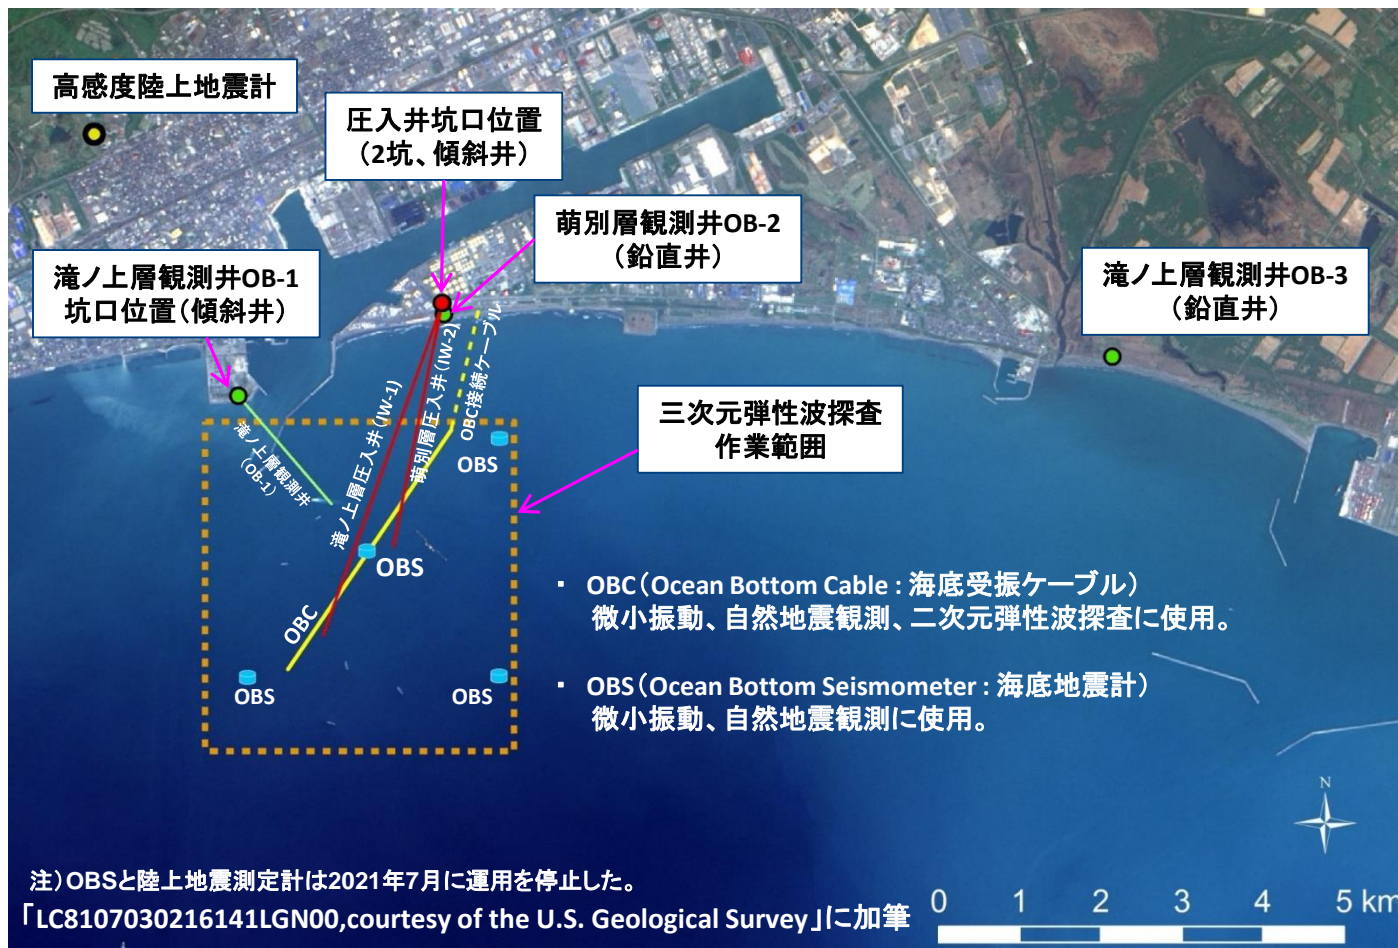 高感度陸上地震計
圧入井坑口位置
（2坑、傾斜井）
萌別層観測井OB-2
（鉛直井）
滝ノ上層観測井OB-1
坑口位置（傾斜井）
滝ノ上層観測井OB-3
（鉛直井）
三次元弾性波探査
作業範囲
滝ノ上層観測井
（OB-1）
滝ノ上層圧入井（IW-1）
萌別層圧入井（IW-2）
OBC接続ケーブル
OBS
OBS
OBC
OBS
OBS
・ OBC（Ocean Bottom Cable : 海底受振ケーブル）
微小振動、自然地震観測、二次元弾性波探査に使用。
・ OBS（Ocean Bottom Seismometer : 海底地震計）
微小振動、自然地震観測に使用。
N
注）OBSと陸上地震測定計は2021年7月に運用を停止した。
「LC8107030216141LGN00,courtesy of the U.S. Geological Survey」に加筆
0 1 2 3 4 5 km